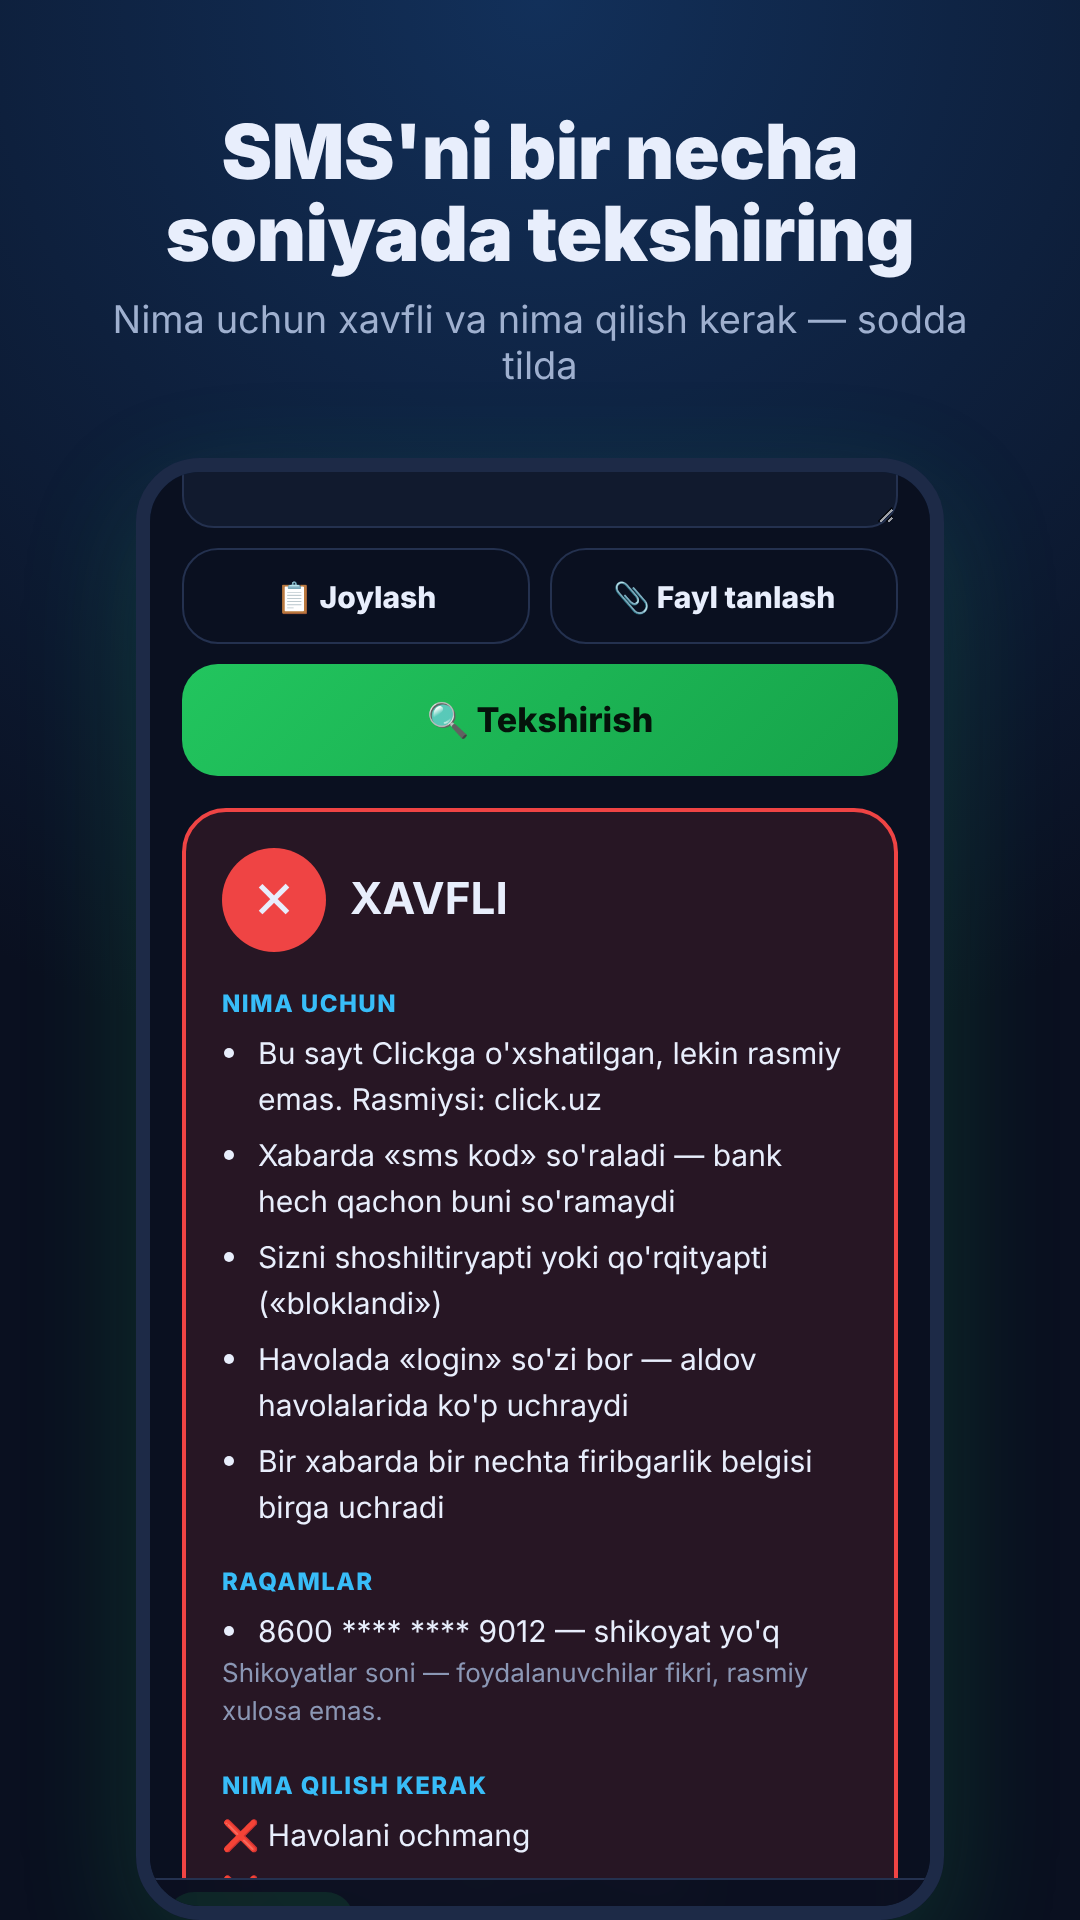 SMS'ni bir necha
soniyada tekshiring
Nima uchun xavfli va nima qilish kerak — sodda
tilda
📋 Joylash
📎 Fayl tanlash
🔍 Tekshirish
✕ XAVFLI
NIMA UCHUN
• Bu sayt Clickga o'xshatilgan, lekin rasmiy
emas. Rasmiysi: click.uz
• Xabarda «sms kod» so'raladi — bank
hech qachon buni so'ramaydi
• Sizni shoshiltiryapti yoki qo'rqityapti
(«bloklandi»)
• Havolada «login» so'zi bor — aldov
havolalarida ko'p uchraydi
• Bir xabarda bir nechta firibgarlik belgisi
birga uchradi
RAQAMLAR
• 8600 **** **** 9012 — shikoyat yo'q
Shikoyatlar soni — foydalanuvchilar fikri, rasmiy
xulosa emas.
NIMA QILISH KERAK
❌ Havolani ochmang